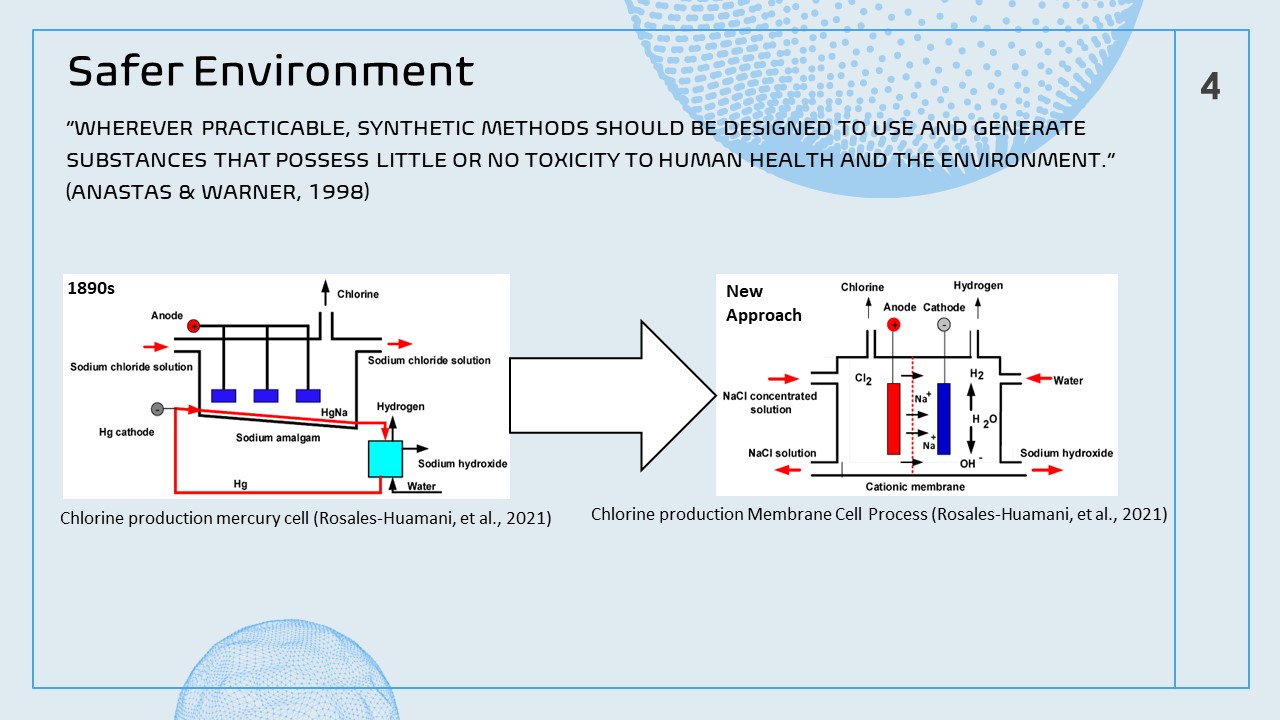 Safer Environment
4
"WHEREVER PRACTICABLE, SYNTHETIC METHODS SHOULD BE DESIGNED TO USE AND GENERATE
SUBSTANCES THAT POSSESS LITTLE OR NO TOXICITY TO HUMAN HEALTH AND THE ENVIRONMENT."
(ANASTAS & WARNER, 1998)
1890s
Chlorine
Anode
+
Sodium chloride solution
Sodium chloride solution
-
Hg cathode
HgNa
Sodium amalgam
Hydrogen
Sodium hydroxide
Hg
Water
Chlorine production mercury cell (Rosales-Huamani, et al., 2021)
New
Approach
Chlorine
Hydrogen
Anode
Cathode
+
-
Cl2
H2
Water
NaCl concentrated
solution
Na+
H2O
Na+
NaCl solution
OH-
Sodium hydroxide
Cationic membrane
Chlorine production Membrane Cell Process (Rosales-Huamani, et al., 2021)